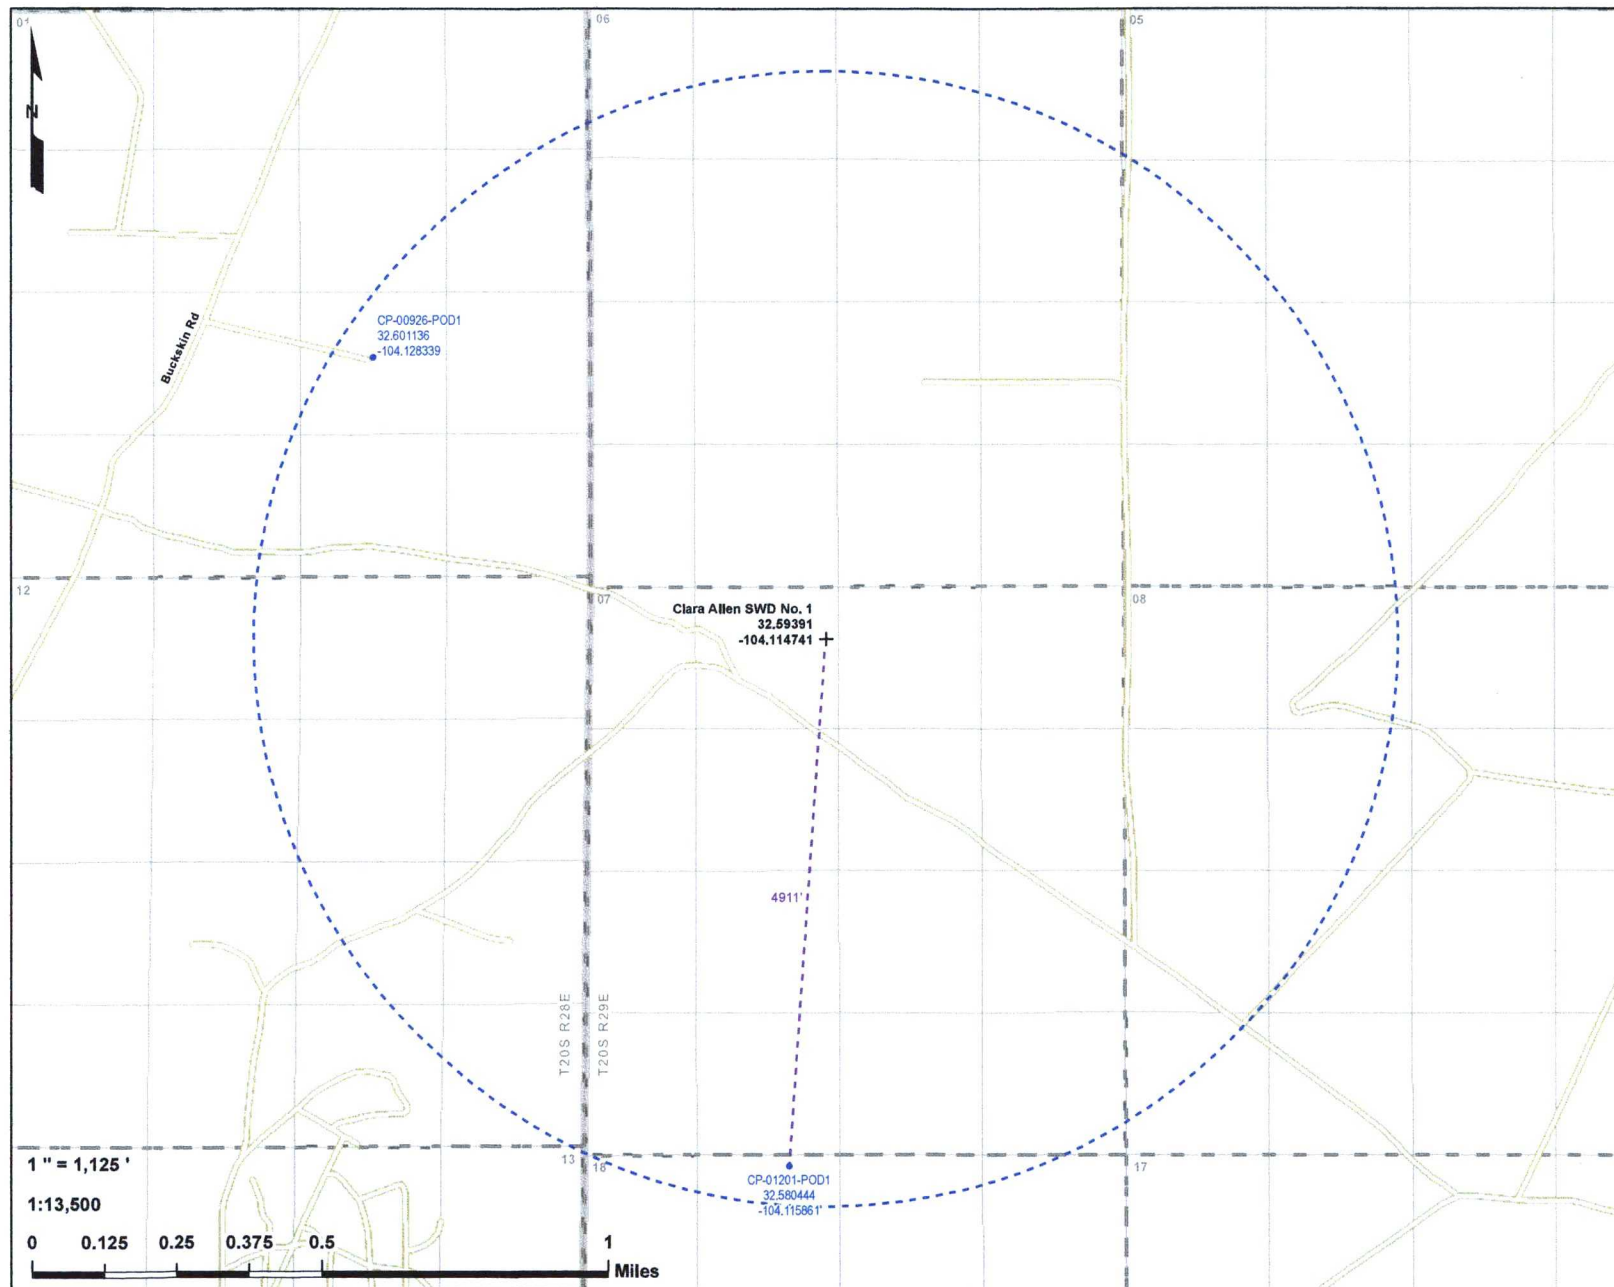 01
06
05
N
CP-00926-POD1
32.601136
-104.128339
Buckskin Rd
12
07
08
Clara Allen SWD No. 1
32.59391
-104.114741
4911'
T20S R28E
T20S R29E
13
18
17
CP-01201-POD1
32.580444
-104.115861
1 " = 1,125 '
1:13,500
0 0.125 0.25 0.375 0.5 1
Miles